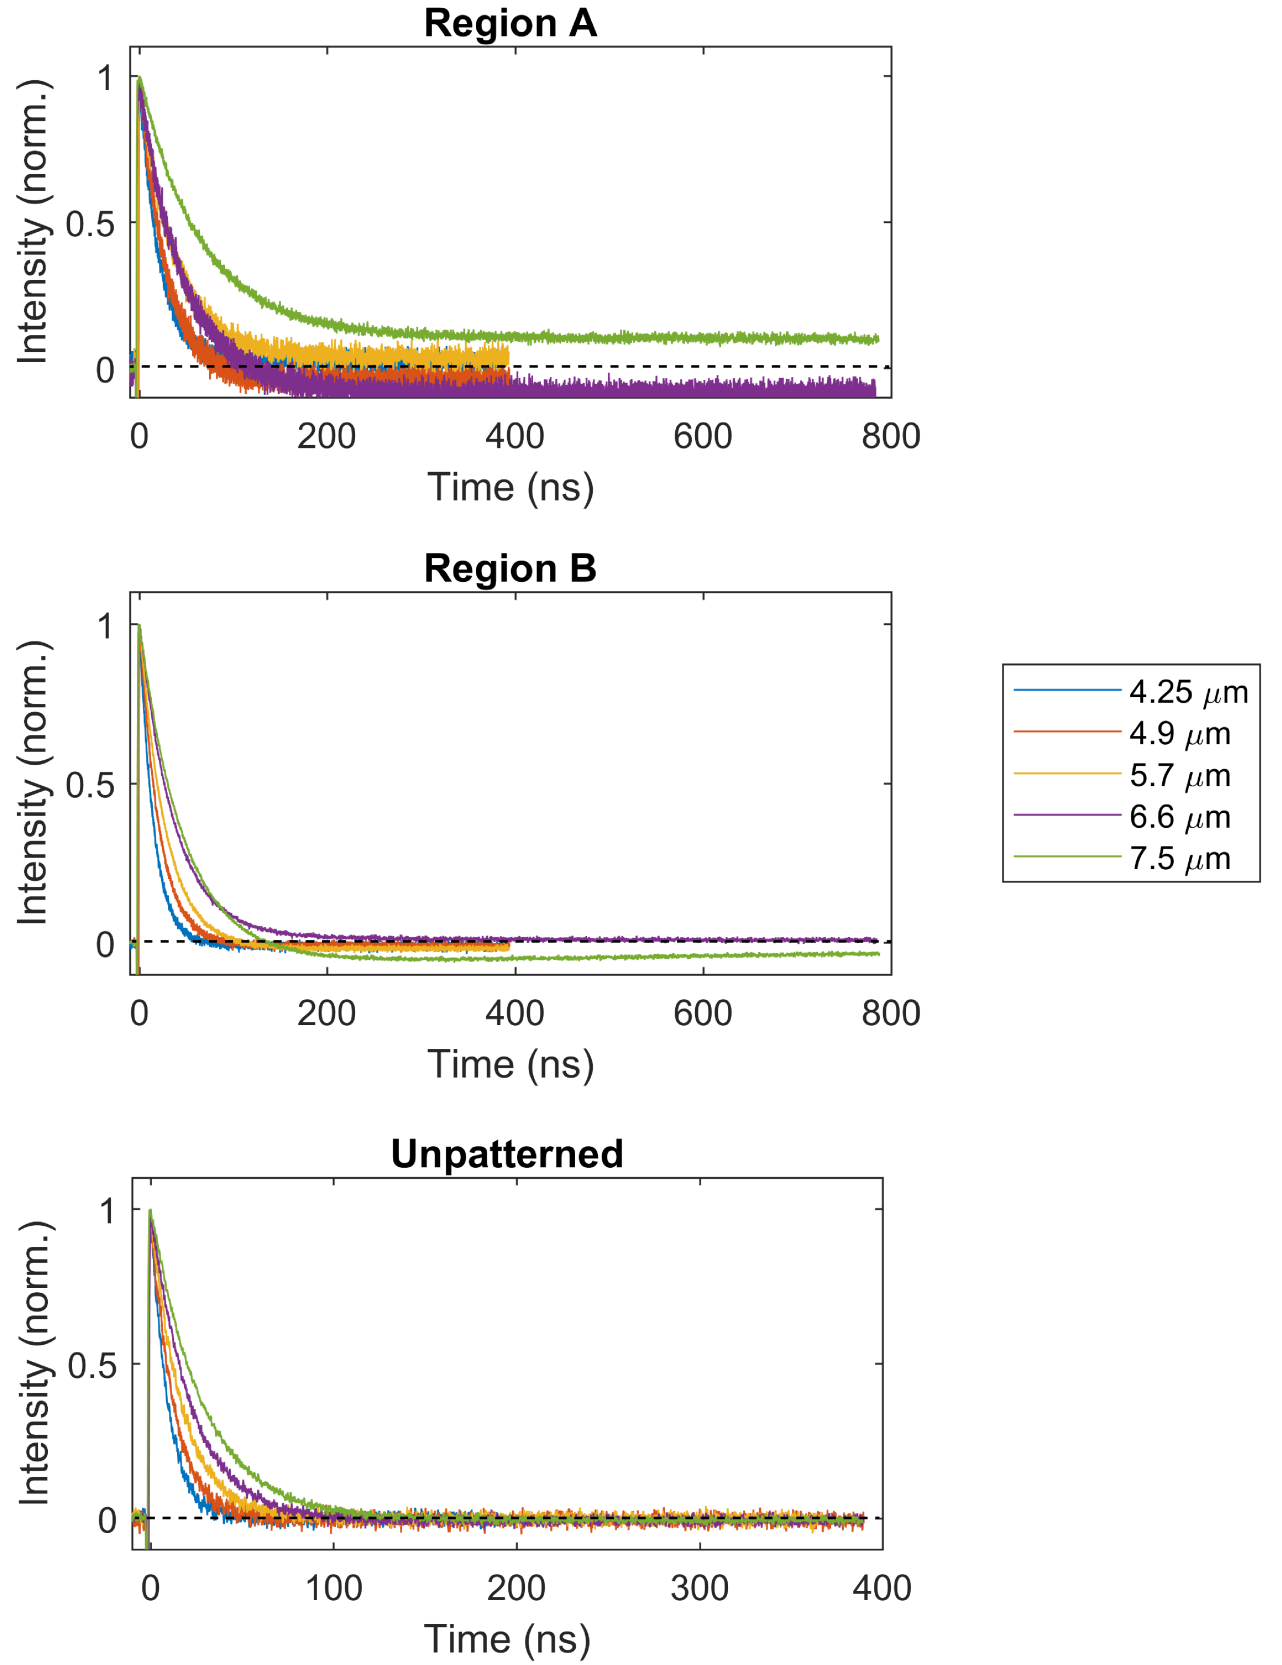 Region A
Intensity (norm.)
1
0.5
0
0 200 400 600 800
Time (ns)
Region B
Intensity (norm.)
1
0.5
0
0 200 400 600 800
Time (ns)
4.25 μm
4.9 μm
5.7 μm
6.6 μm
7.5 μm
Unpatterned
Intensity (norm.)
1
0.5
0
0 100 200 300 400
Time (ns)